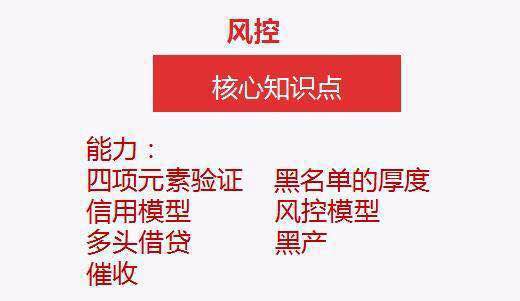 风控
核心知识点
能力：
四项元素验证 黑名单的厚度
信用模型 风控模型
多头借贷 黑产
催收